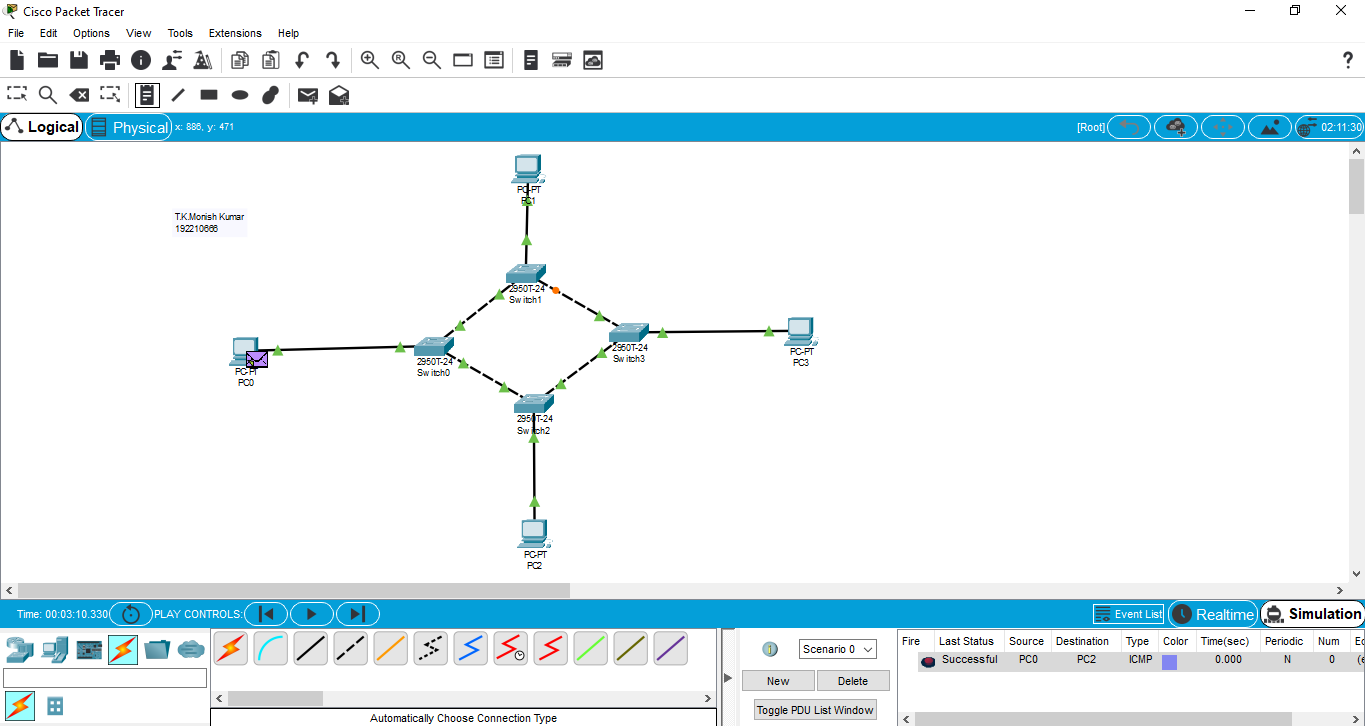 Cisco Packet Tracer
File Edit Options View Tools Extensions Help
?
Logical Physical x: 886, y: 471 [Root] 02:11:30
PC-PT
PC1
T.K.Monish Kumar
192210666
2950T-24
Switch1
PC-PT
PC3
2950T-24
Switch3
2950T-24
Switch0
PC-PT
PC0
2950T-24
Switch2
PC-PT
PC2
Time: 00:03:10.330 PLAY CONTROLS: Event List Realtime Simulation
Scenario 0
New Delete
Toggle PDU List Window
Fire Last Status Source Destination Type Color Time(sec) Periodic Num Ec
Successful PC0 PC2 ICMP 0.000 N 0 (e
Automatically Choose Connection Type